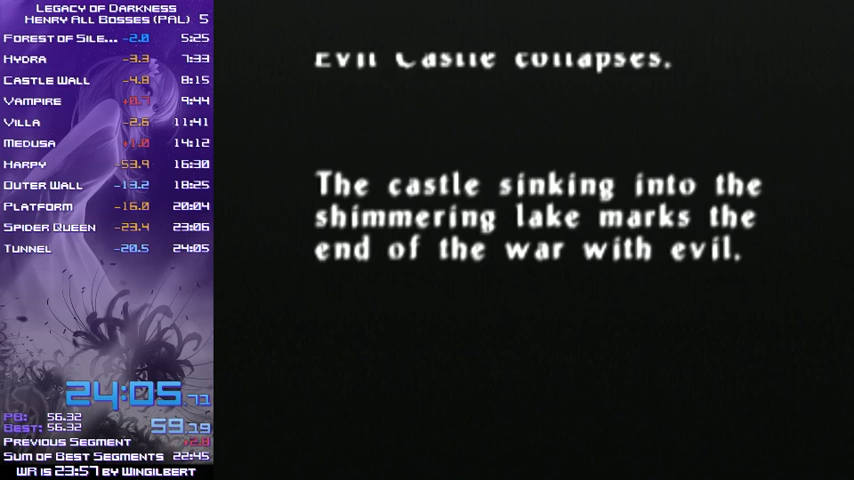 Legacy of Darkness
Henry All Bosses (PAL) 5
Forest of Sile... -2.0 5:25
Hydra -3.3 7:33
Castle Wall -4.8 8:15
Vampire +0.7 9:44
Villa -2.6 11:41
Medusa +1.0 14:12
Harpy -53.9 16:30
Outer Wall -13.2 18:25
Platform -16.0 20:04
Spider Queen -23.4 23:06
Tunnel -20.5 24:05
24:05.71
PB: 56.32
Best: 56.32
59.19
Previous Segment +2.8
Sum of Best Segments 22:45
WR is 23:57 by Wingilbert
Evil Castle collapses.
The castle sinking into the
shimmering lake marks the
end of the war with evil.